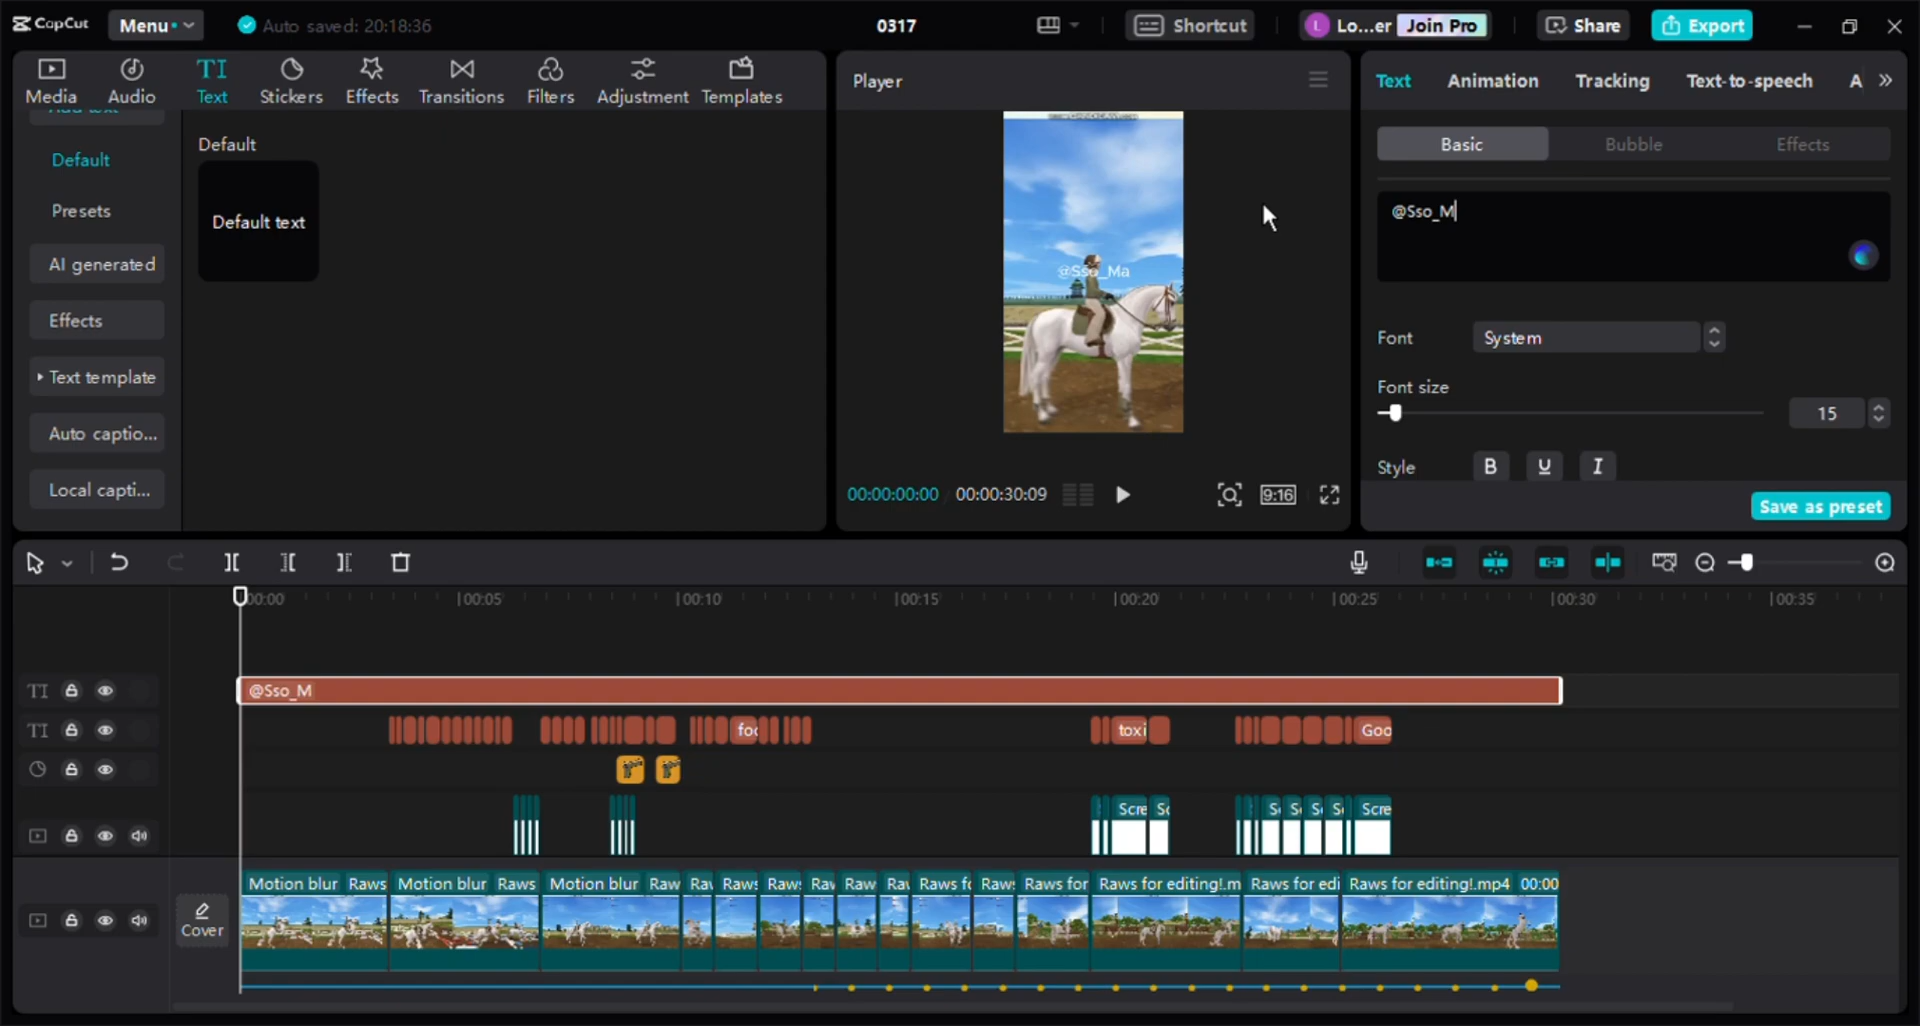 CapCut
Menu
Auto saved: 20:18:36
0317
Shortcut
L
Lo...er
Join Pro
Share
Export
Media
Audio
TI
Text
Stickers
Effects
Transitions
Filters
Adjustment
Templates
Default
Presets
AI generated
Effects
Text template
Auto captio...
Local capti...
Default
Default text
Player
@Sso_Ma
00:00:00:00
00:00:30:09
9:16
Text
Animation
Tracking
Text-to-speech
A
Basic
Bubble
Effects
@Sso_M
Font
System
Font size
15
Style
B
U
I
Save as preset
00:00
00:05
00:10
00:15
00:20
00:25
00:30
00:35
TI
@Sso_M
TI
foc
toxi
Goo
Scre
Sc
S
S
S
S
Scre
Cover
Motion blur
Raws
Motion blur
Raws
Motion blur
Raw
Rav
Raws
Raws
Rav
Raw
Rav
Raws fo
Raws
Raws for
Raws for editing!.m
Raws for edi
Raws for editing!.mp4
00:00